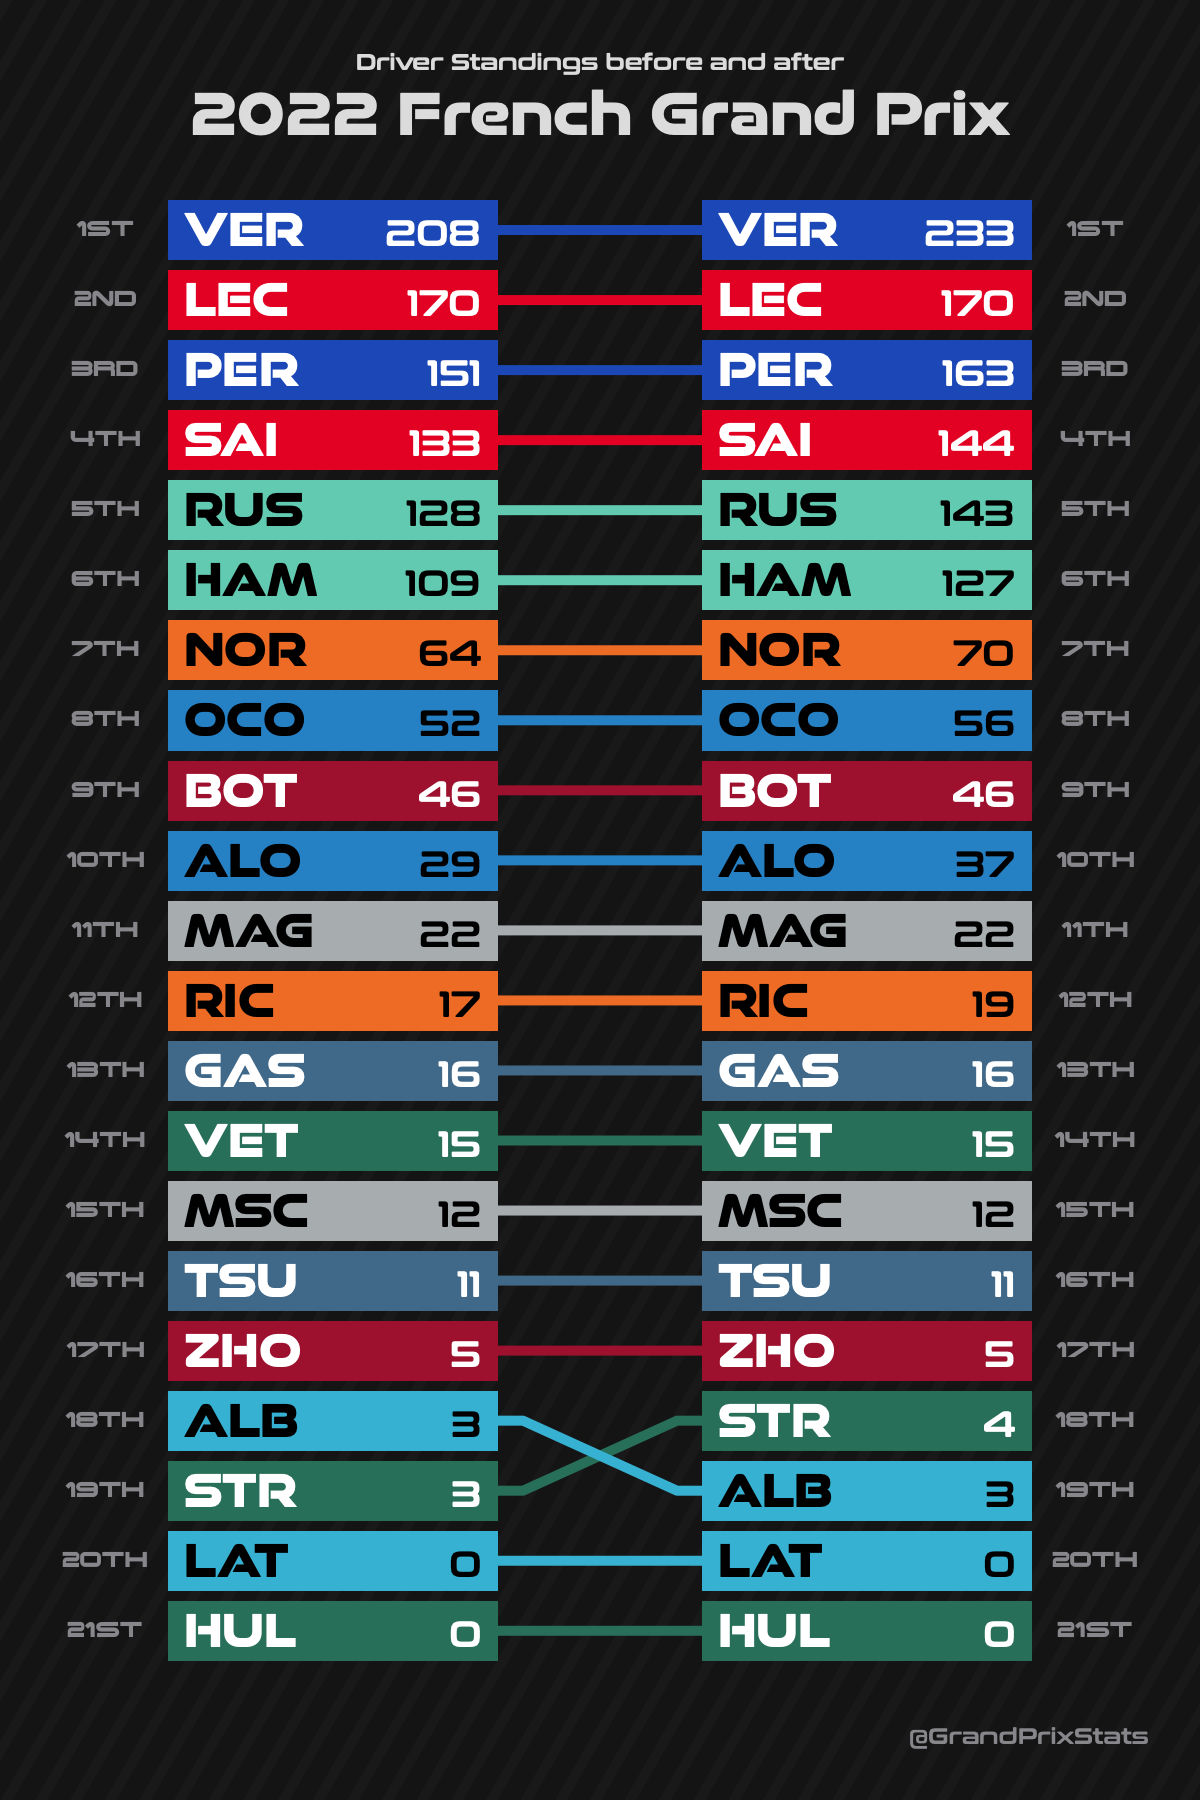 Driver Standings before and after
2022 French Grand Prix
1ST VER 208 VER 233 1ST
2ND LEC 170 LEC 170 2ND
3RD PER 151 PER 163 3RD
4TH SAI 133 SAI 144 4TH
5TH RUS 128 RUS 143 5TH
6TH HAM 109 HAM 127 6TH
7TH NOR 64 NOR 70 7TH
8TH OCO 52 OCO 56 8TH
9TH BOT 46 BOT 46 9TH
10TH ALO 29 ALO 37 10TH
11TH MAG 22 MAG 22 11TH
12TH RIC 17 RIC 19 12TH
13TH GAS 16 GAS 16 13TH
14TH VET 15 VET 15 14TH
15TH MSC 12 MSC 12 15TH
16TH TSU 11 TSU 11 16TH
17TH ZHO 5 ZHO 5 17TH
18TH ALB 3 STR 4 18TH
19TH STR 3 ALB 3 19TH
20TH LAT 0 LAT 0 20TH
21ST HUL 0 HUL 0 21ST
@GrandPrixStats